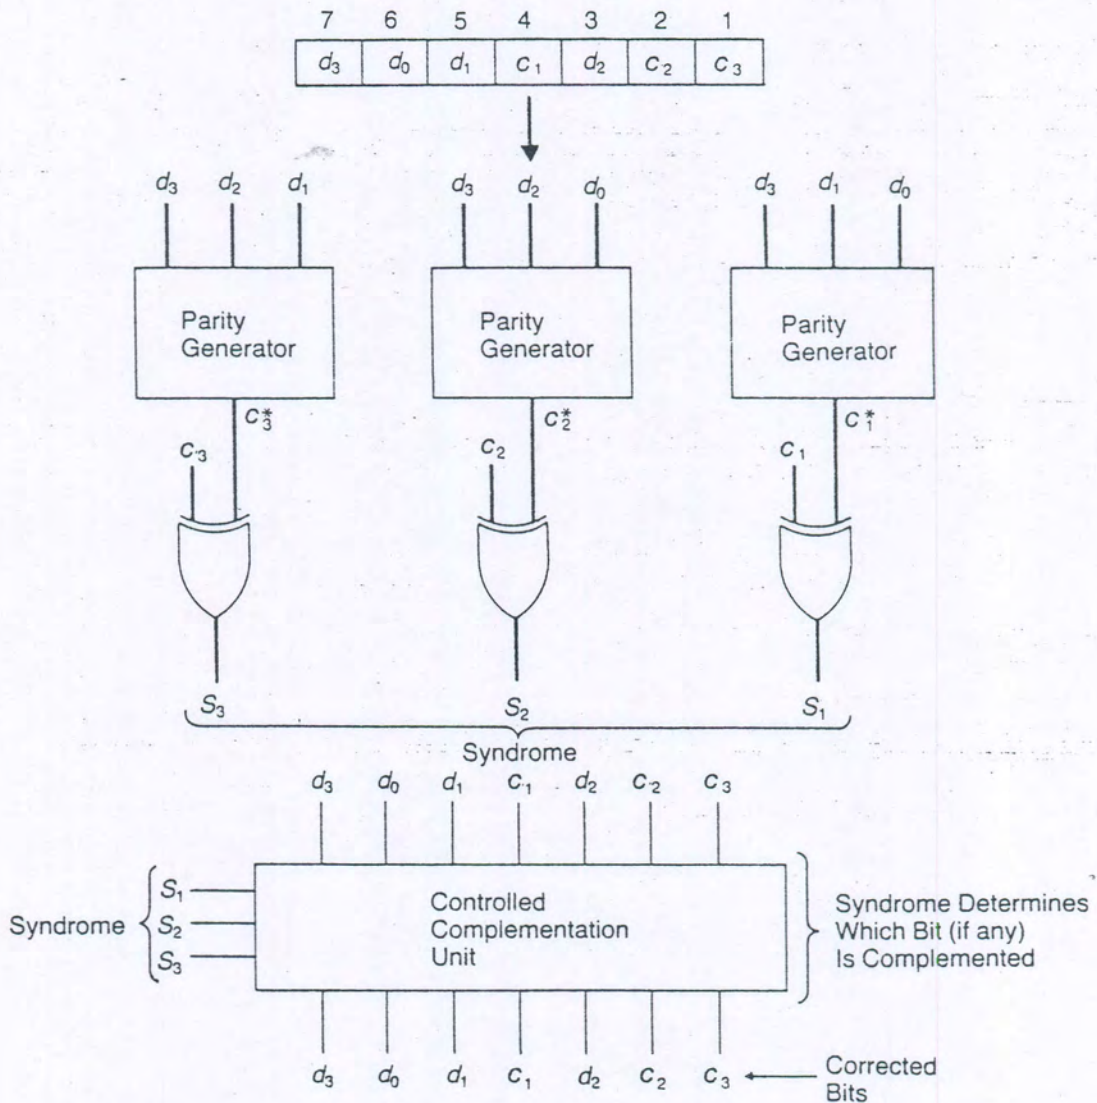 7 6 5 4 3 2 1
d₃ d₀ d₁ c₁ d₂ c₂ c₃
d₃ d₂ d₁
d₃ d₂ d₀
d₃ d₁ d₀
Parity
Generator
Parity
Generator
Parity
Generator
c₃* c₂* c₁*
c₃ c₂ c₁
S₃ S₂ S₁
Syndrome
d₃ d₀ d₁ c₁ d₂ c₂ c₃
Syndrome
S₁
S₂
S₃
Controlled
Complementation
Unit
Syndrome Determines
Which Bit (if any)
Is Complemented
d₃ d₀ d₁ c₁ d₂ c₂ c₃
Corrected
Bits